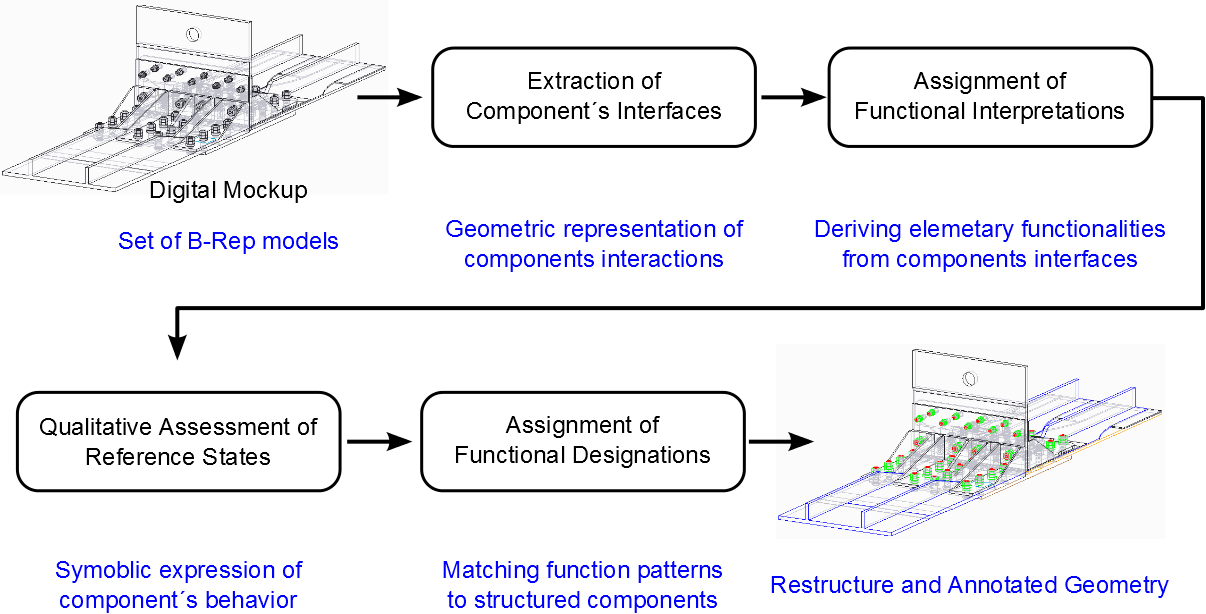 Extraction of
Component´s Interfaces
Assignment of
Functional Interpretations
Digital Mockup
Set of B-Rep models
Geometric representation of
components interactions
Deriving elemetary functionalities
from components interfaces
Qualitative Assessment of
Reference States
Assignment of
Functional Designations
Symoblic expression of
component´s behavior
Matching function patterns
to structured components
Restructure and Annotated Geometry